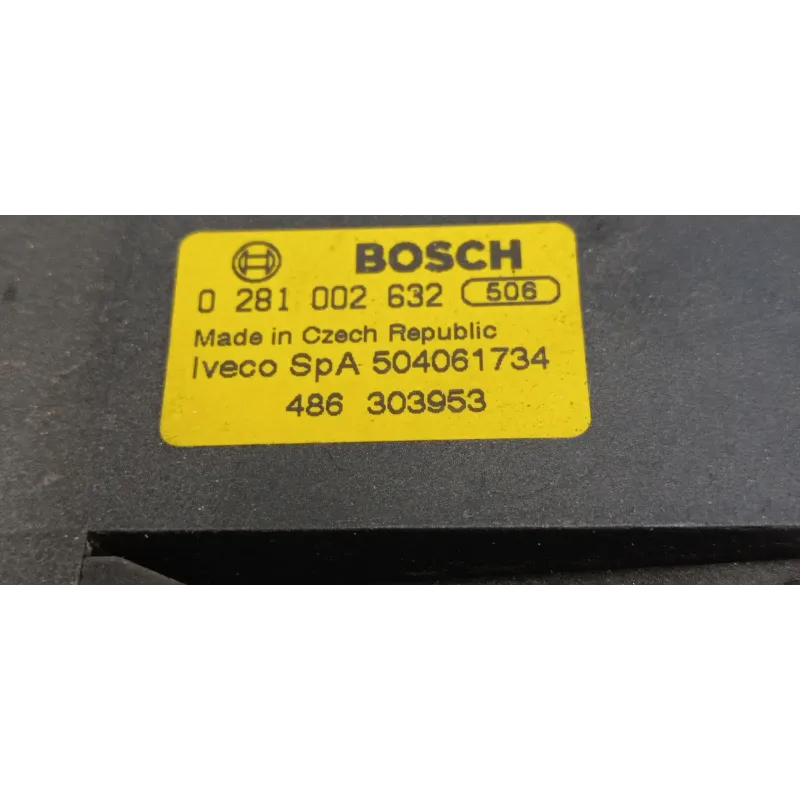 BOSCH
0 281 002 632 506
Made in Czech Republic
Iveco SpA 504061734
486 303953